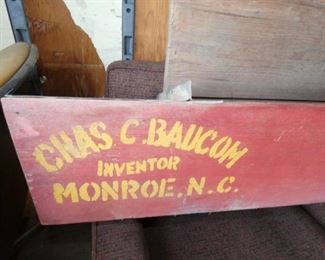 CHAS. C. BAUCOM
INVENTOR
MONROE, N.C.